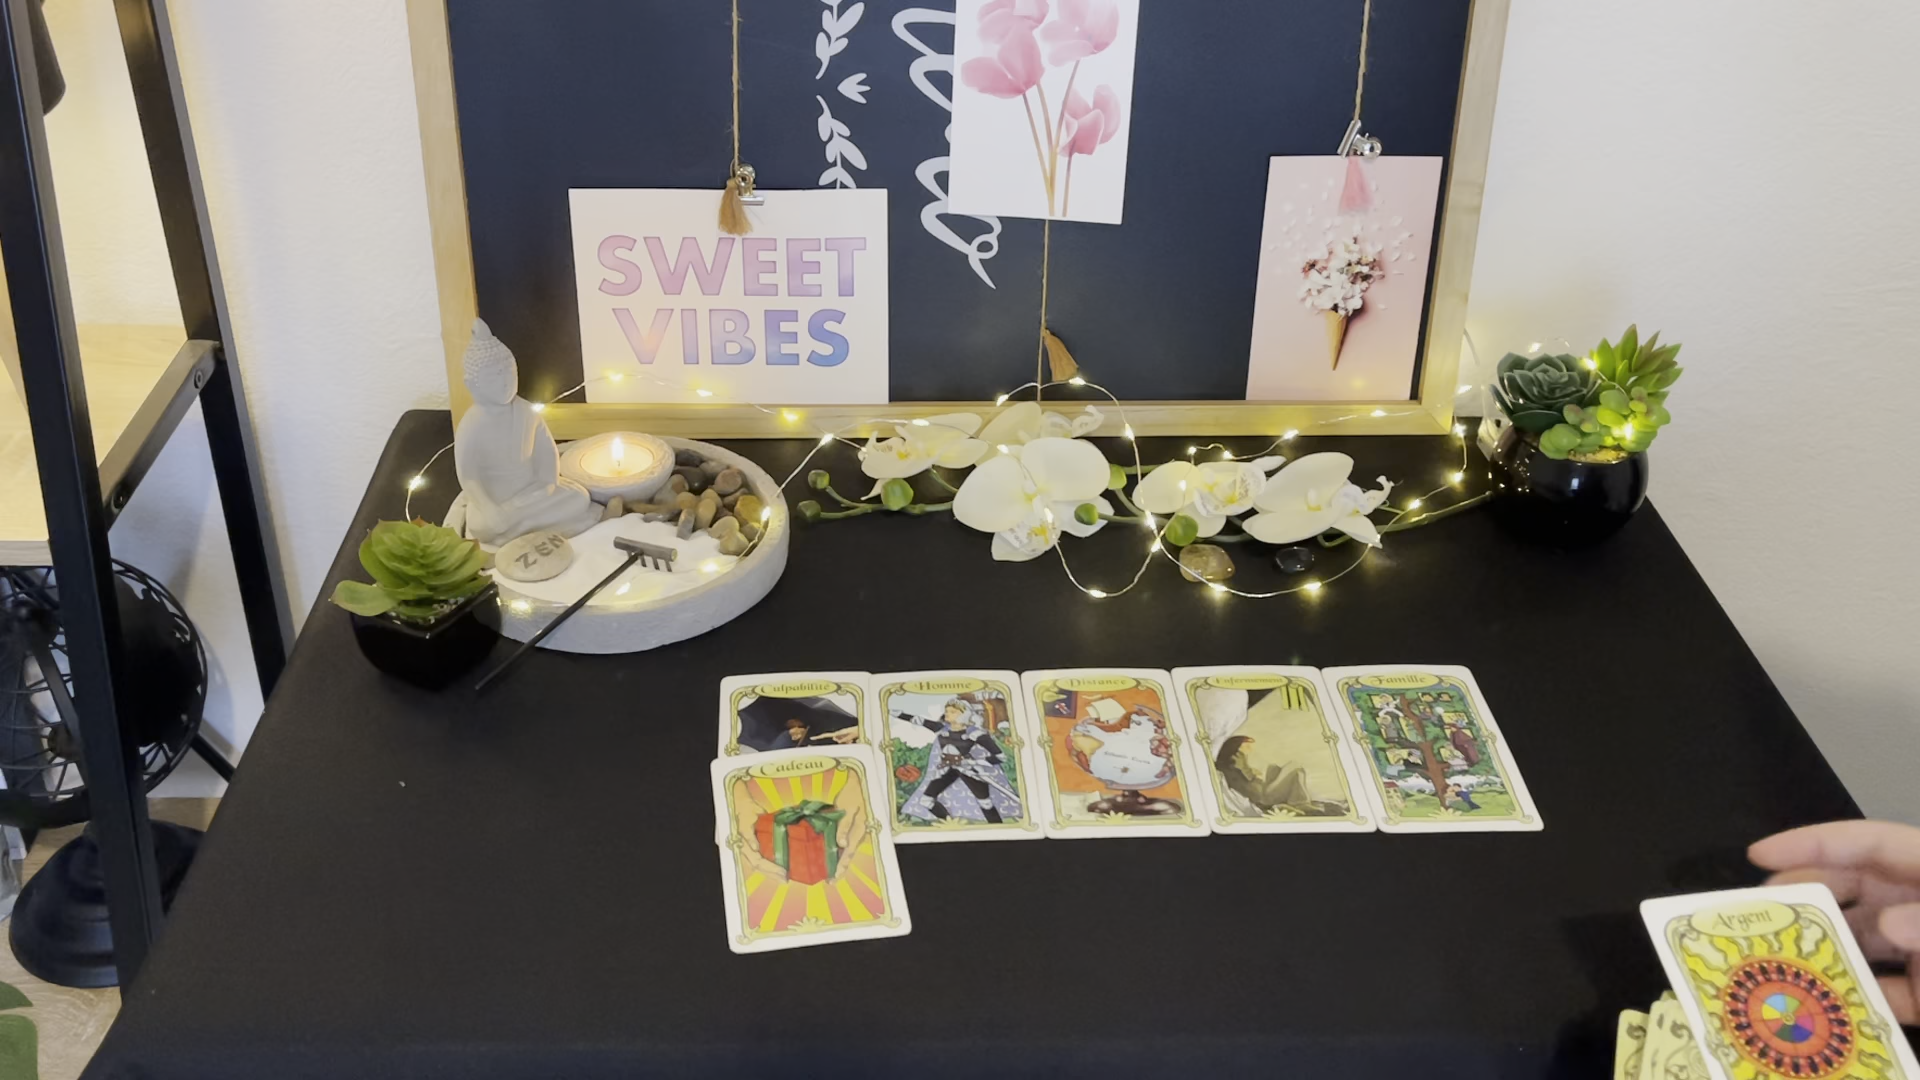 SWEET
VIBES
ZEN
Culpabilité
Homme
Distance
Enfermement
Famille
Cadeau
Argent